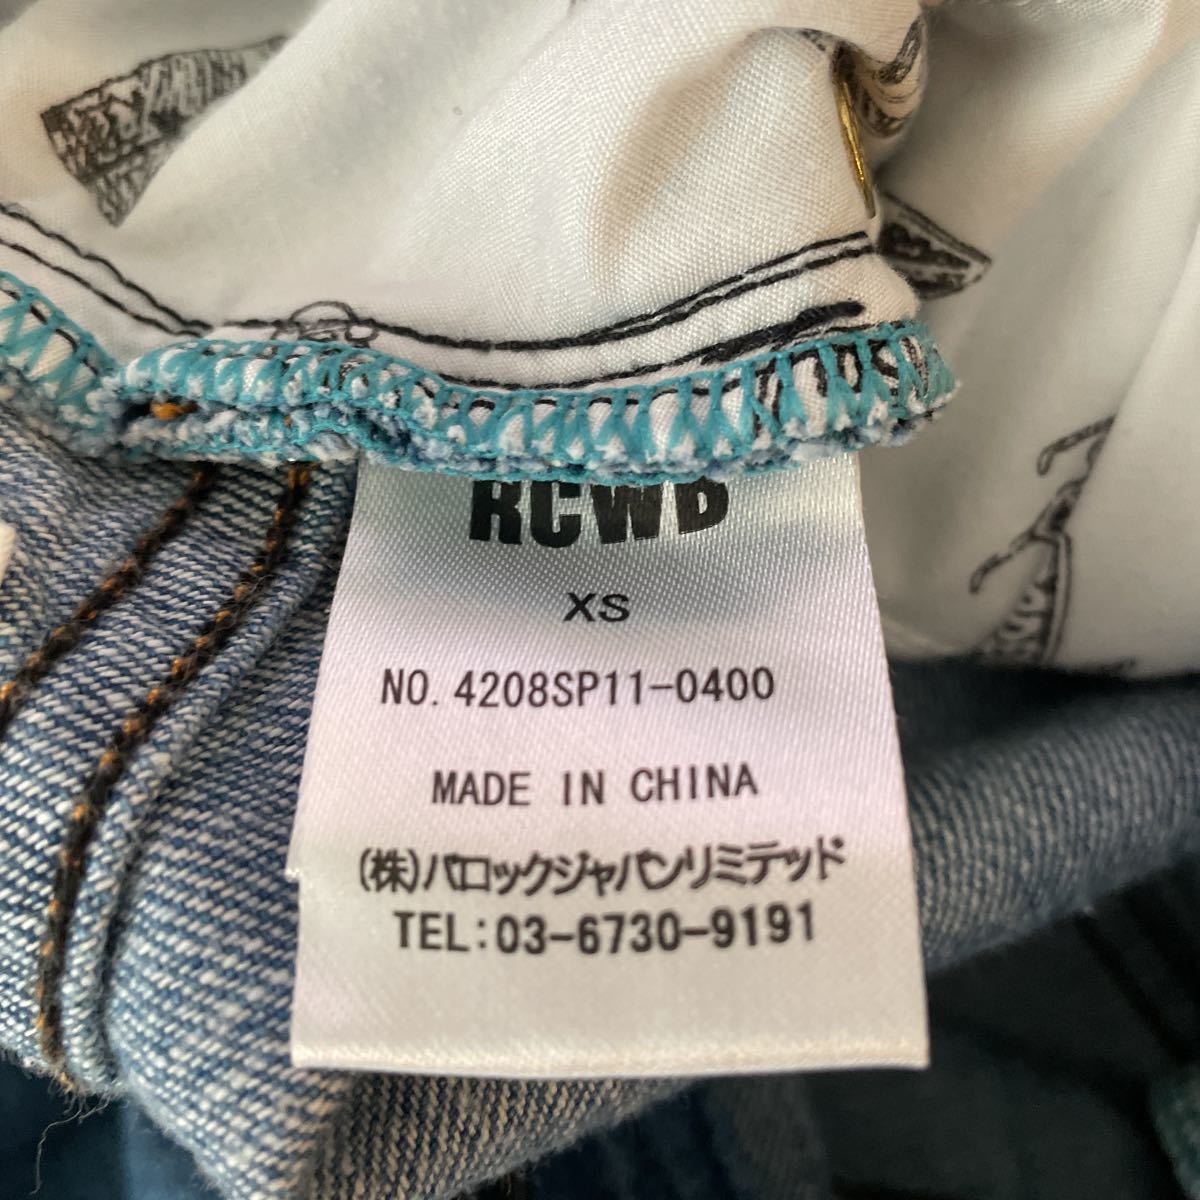 RCWB
XS
NO. 4208SP11-0400
MADE IN CHINA
(株)バロックジャパンリミテッド
TEL:03-6730-9191